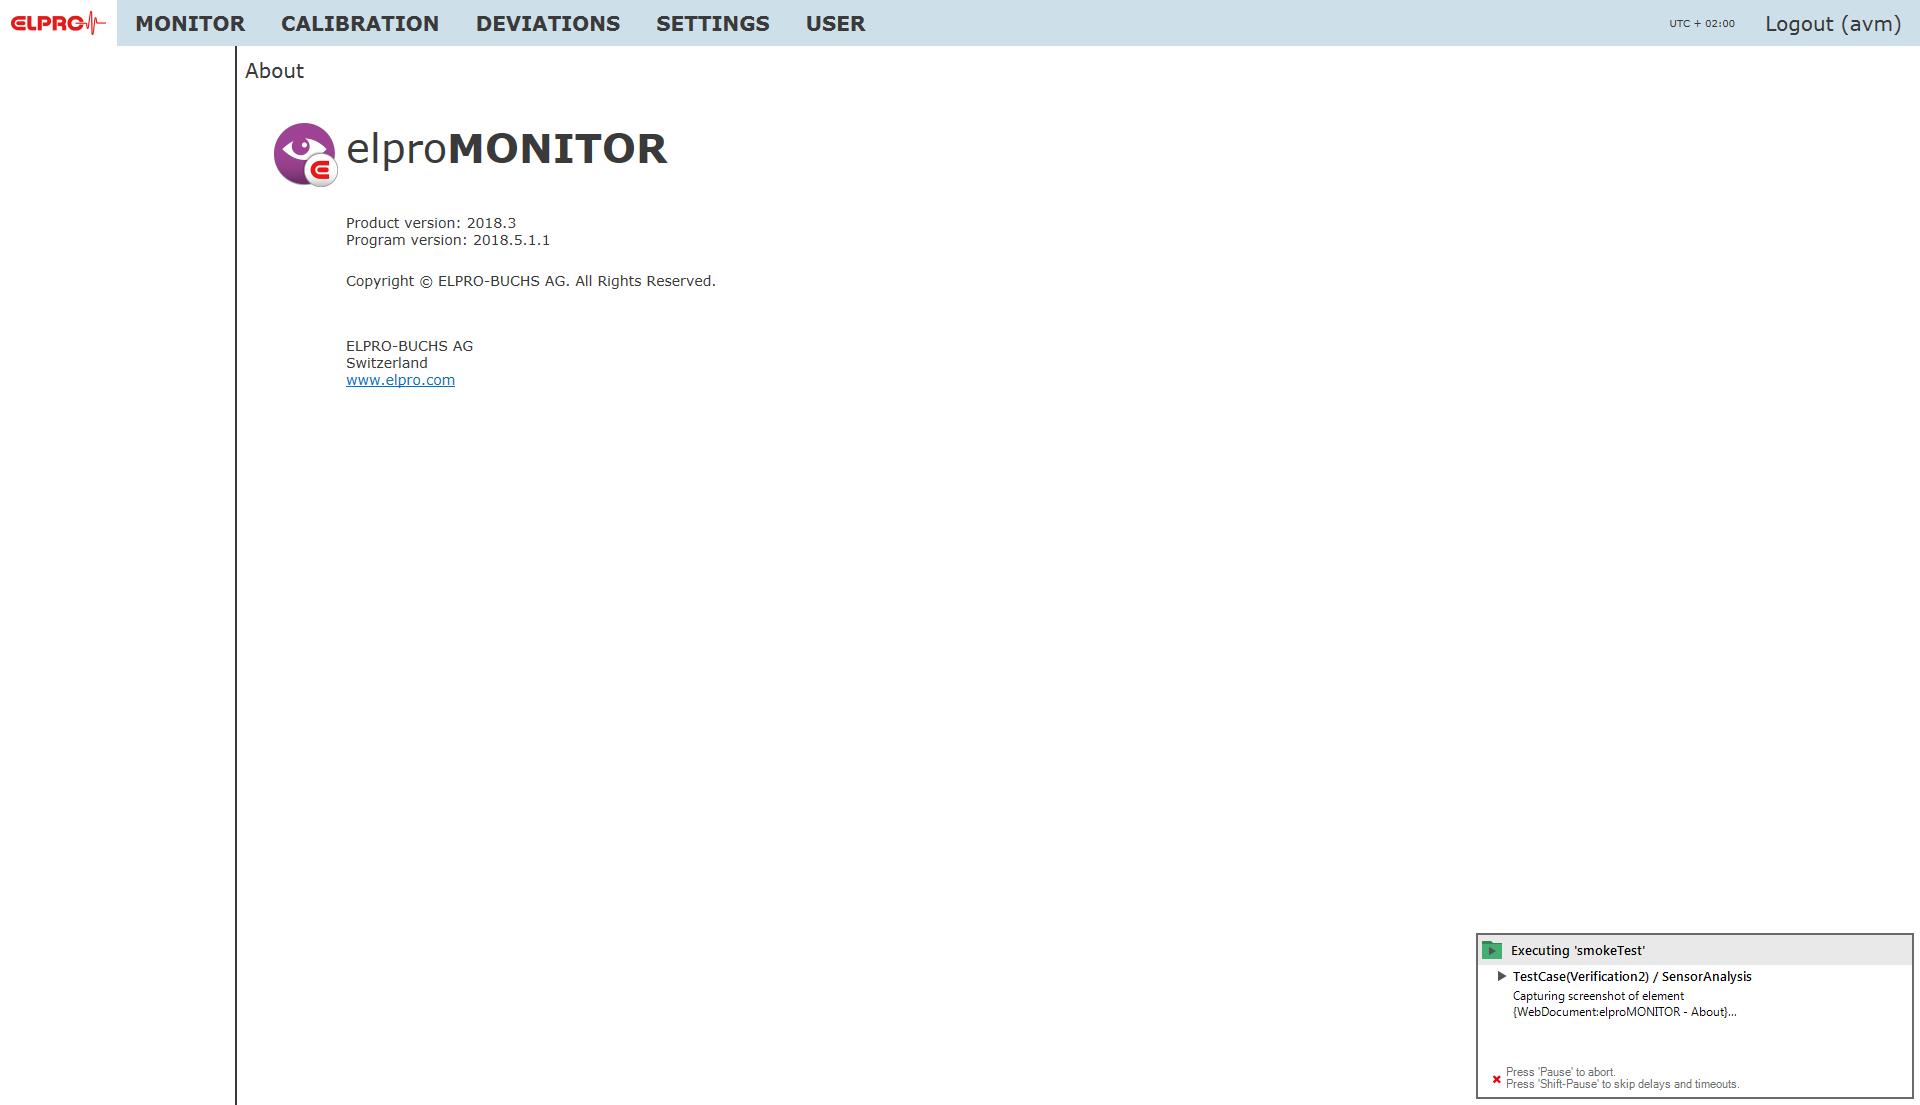 ELPRO MONITOR CALIBRATION DEVIATIONS SETTINGS USER UTC + 02:00 Logout (avm)
About
elproMONITOR
Product version: 2018.3
Program version: 2018.5.1.1
Copyright © ELPRO-BUCHS AG. All Rights Reserved.
ELPRO-BUCHS AG
Switzerland
www.elpro.com
Executing 'smokeTest'
TestCase(Verification2) / SensorAnalysis
Capturing screenshot of element
{WebDocument:elproMONITOR - About}...
Press 'Pause' to abort.
Press 'Shift-Pause' to skip delays and timeouts.